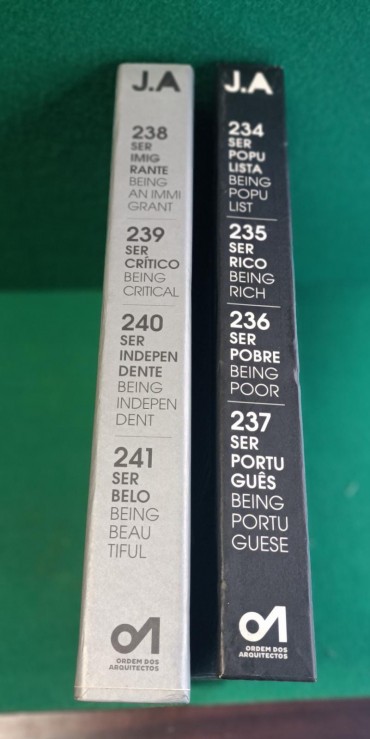 J.A
238
SER
IMIG
RANTE
BEING
AN IMMI
GRANT
239
SER
CRÍTICO
BEING
CRITICAL
240
SER
INDEPEN
DENTE
BEING
INDEPEN
DENT
241
SER
BELO
BEING
BEAU
TIFUL
OA
ORDEM DOS
ARQUITECTOS
J.A
234
SER
POPU
LISTA
BEING
POPU
LIST
235
SER
RICO
BEING
RICH
236
SER
POBRE
BEING
POOR
237
SER
PORTU
GUÊS
BEING
PORTU
GUESE
OA
ORDEM DOS
ARQUITECTOS